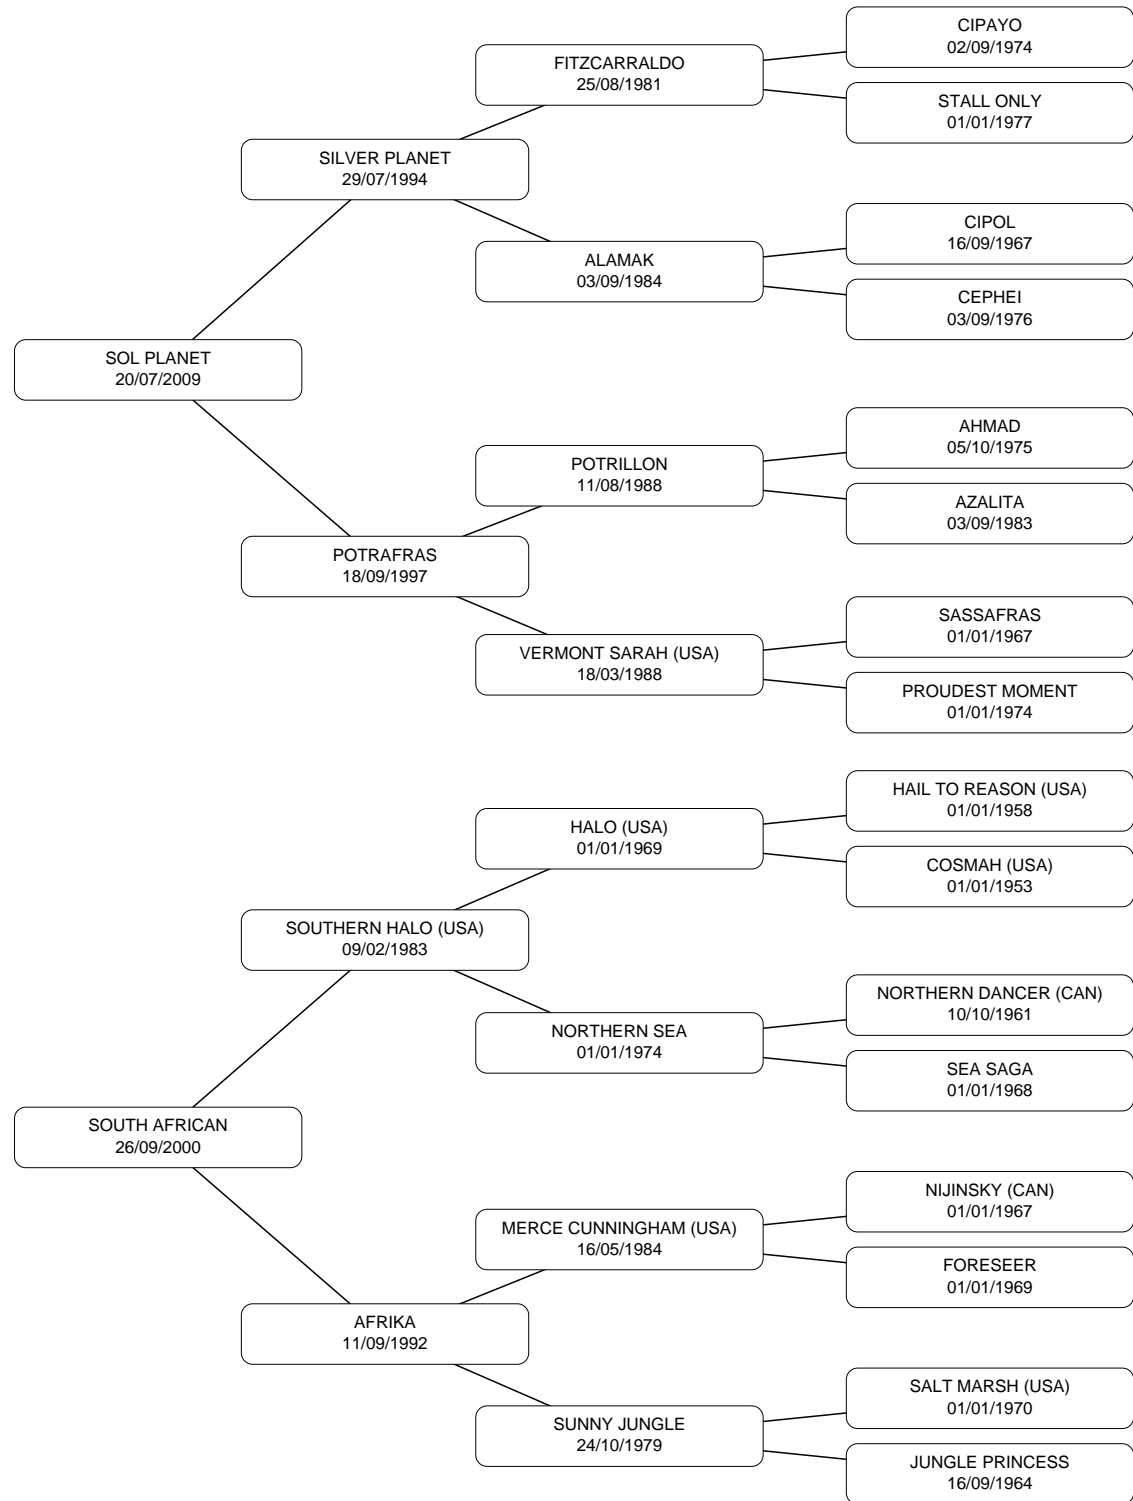 CIPAYO
02/09/1974
FITZCARRALDO
25/08/1981
STALL ONLY
01/01/1977
SILVER PLANET
29/07/1994
CIPOL
16/09/1967
ALAMAK
03/09/1984
CEPHEI
03/09/1976
SOL PLANET
20/07/2009
AHMAD
05/10/1975
POTRILLON
11/08/1988
AZALITA
03/09/1983
POTRAFRAS
18/09/1997
SASSAFRAS
01/01/1967
VERMONT SARAH (USA)
18/03/1988
PROUDEST MOMENT
01/01/1974
HAIL TO REASON (USA)
01/01/1958
HALO (USA)
01/01/1969
COSMAH (USA)
01/01/1953
SOUTHERN HALO (USA)
09/02/1983
NORTHERN DANCER (CAN)
10/10/1961
NORTHERN SEA
01/01/1974
SEA SAGA
01/01/1968
SOUTH AFRICAN
26/09/2000
NIJINSKY (CAN)
01/01/1967
MERCE CUNNINGHAM (USA)
16/05/1984
FORESEER
01/01/1969
AFRIKA
11/09/1992
SALT MARSH (USA)
01/01/1970
SUNNY JUNGLE
24/10/1979
JUNGLE PRINCESS
16/09/1964